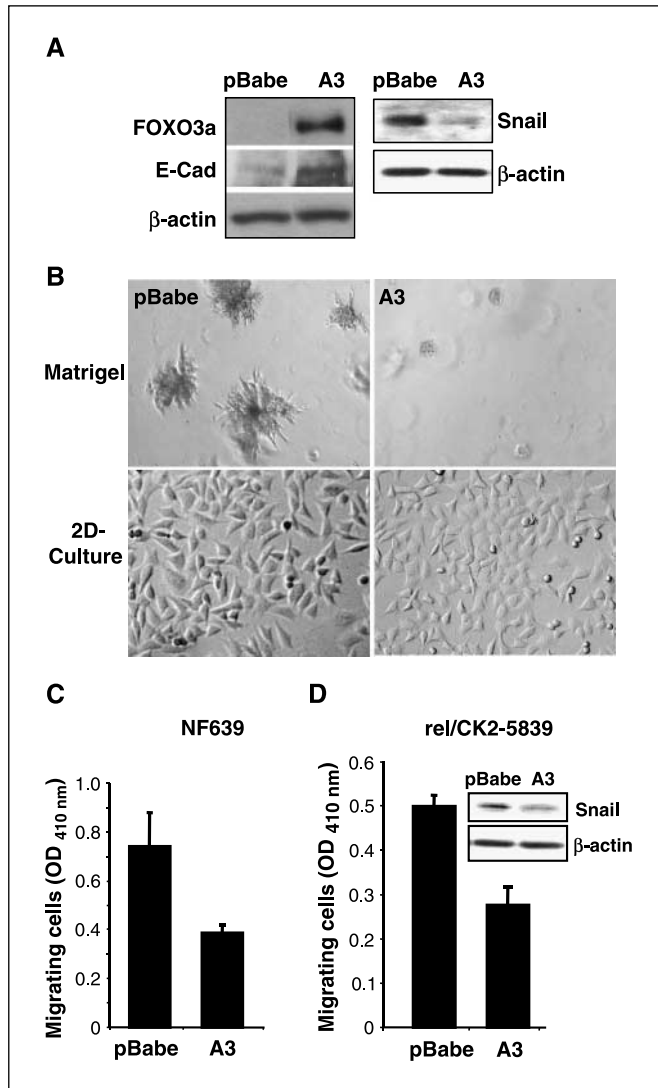 A
pBabe A3
FOXO3a
E-Cad
β-actin
pBabe A3
Snail
β-actin
B
pBabe
A3
Matrigel
2D-
Culture
C
NF639
Migrating cells (OD 410 nm)
1.0
0.8
0.6
0.4
0.2
0
pBabe A3
D
rel/CK2-5839
Migrating cells (OD 410 nm)
0.6
0.5
0.4
0.3
0.2
0.1
0
pBabe A3
Snail
β-actin
pBabe A3